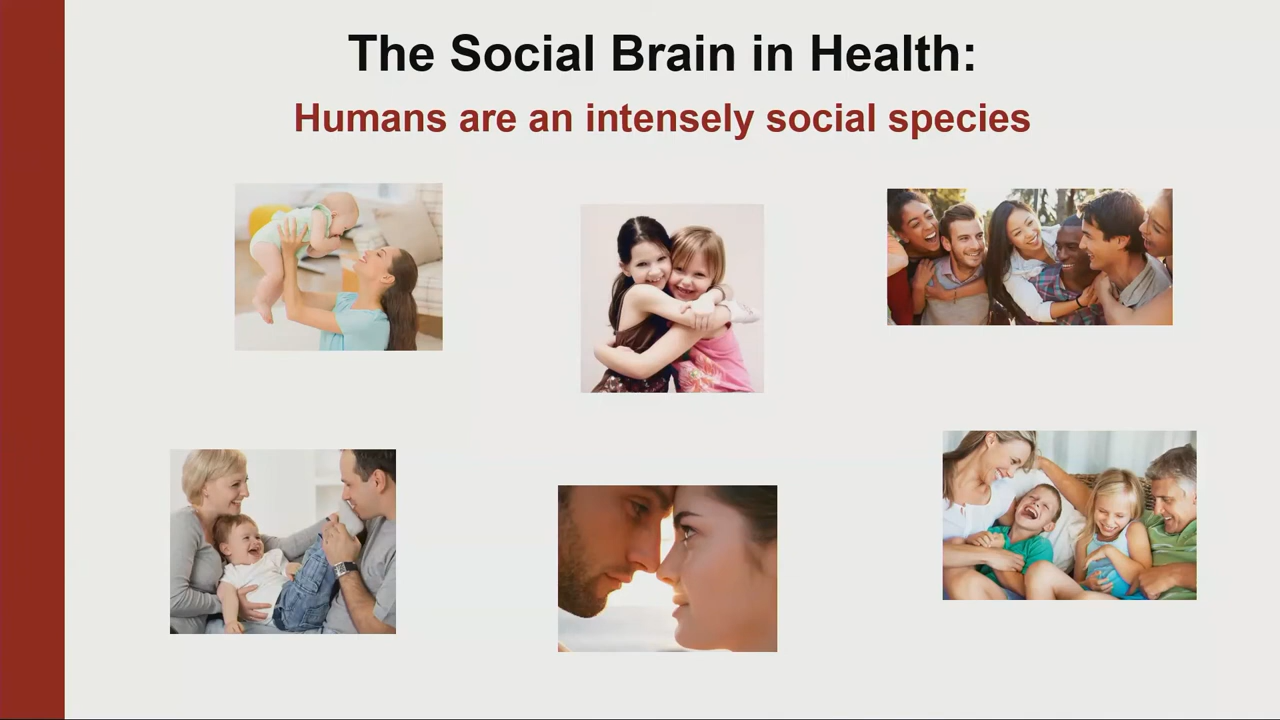 The Social Brain in Health:
Humans are an intensely social species